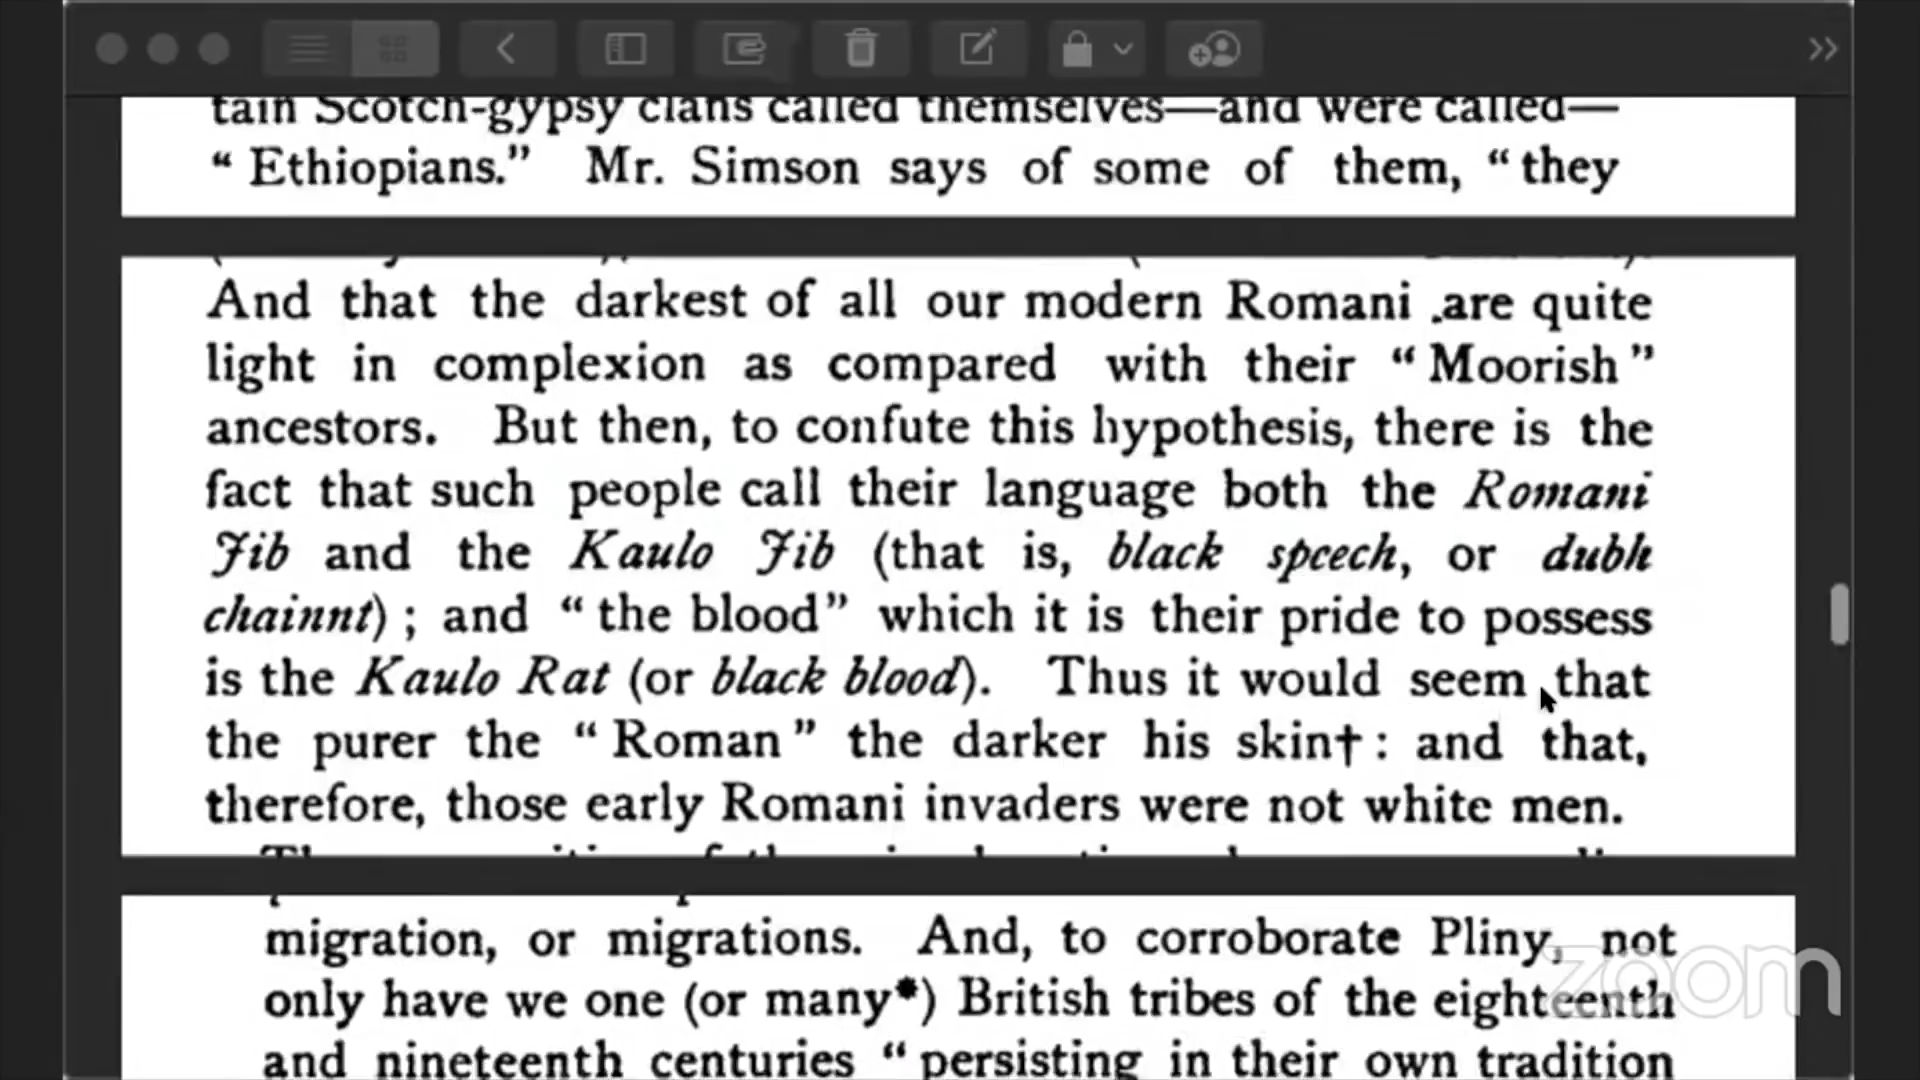 tain Scotch-gypsy clans called themselves—and were called—
“ Ethiopians.” Mr. Simson says of some of them, “ they
And that the darkest of all our modern Romani .are quite
light in complexion as compared with their “ Moorish ”
ancestors. But then, to confute this hypothesis, there is the
fact that such people call their language both the Romani
Jib and the Kaulo Jib (that is, black speech, or dubh
chainnt) ; and “ the blood ” which it is their pride to possess
is the Kaulo Rat (or black blood). Thus it would seem that
the purer the “ Roman ” the darker his skin† : and that,
therefore, those early Romani invaders were not white men.
migration, or migrations. And, to corroborate Pliny, not
only have we one (or many*) British tribes of the eighteenth
and nineteenth centuries “ persisting in their own tradition
zoom